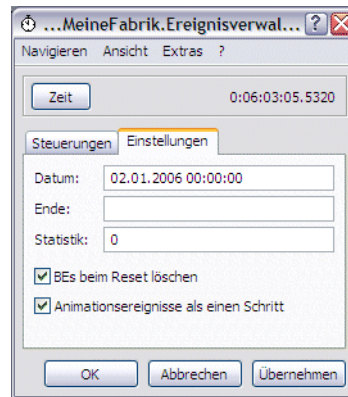 ...MeineFabrik.Ereignisverwal...
Navigieren Ansicht Extras ?
Zeit 0:06:03:05.5320
Steuerungen Einstellungen
Datum: 02.01.2006 00:00:00
Ende:
Statistik: 0
BEs beim Reset löschen
Animationsereignisse als einen Schritt
OK Abbrechen Übernehmen